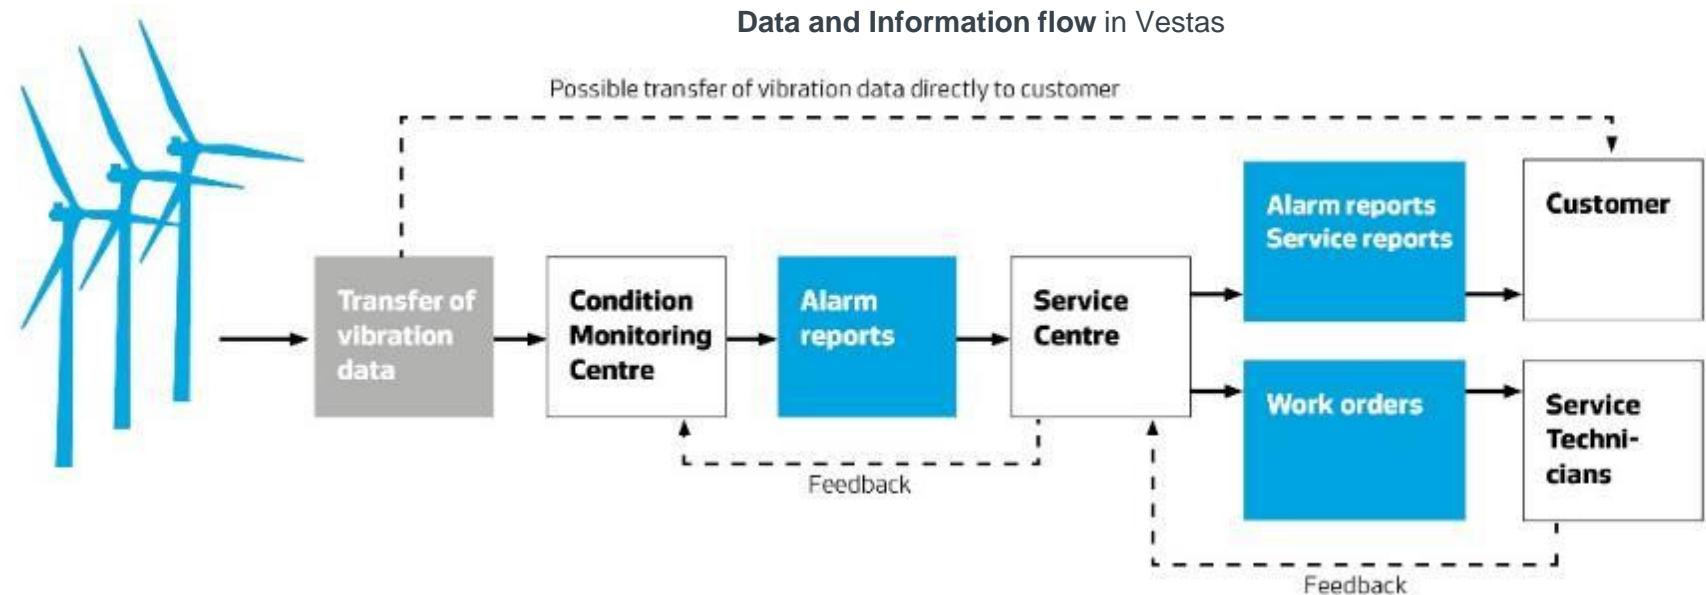 Data and Information flow in Vestas
Possible transfer of vibration data directly to customer
Transfer of
vibration
data
Condition
Monitoring
Centre
Alarm
reports
Service
Centre
Alarm reports
Service reports
Customer
Work orders
Service
Techni-
cians
Feedback
Feedback